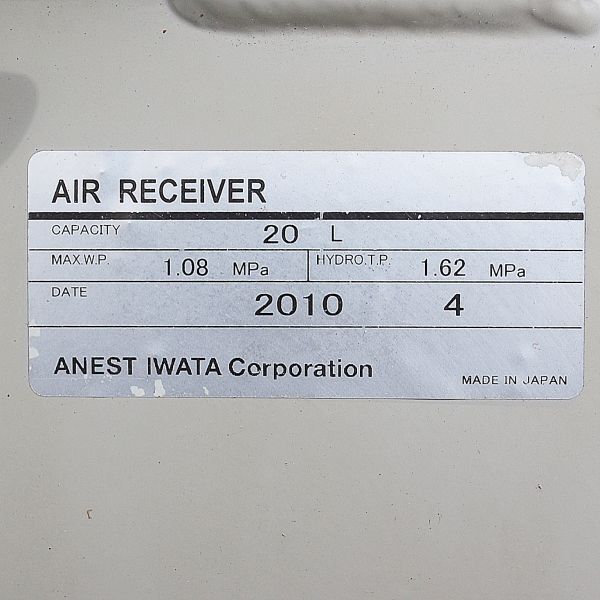 AIR RECEIVER
CAPACITY 20 L
MAX.W.P. 1.08 MPa HYDRO.T.P. 1.62 MPa
DATE 2010 4
ANEST IWATA Corporation
MADE IN JAPAN